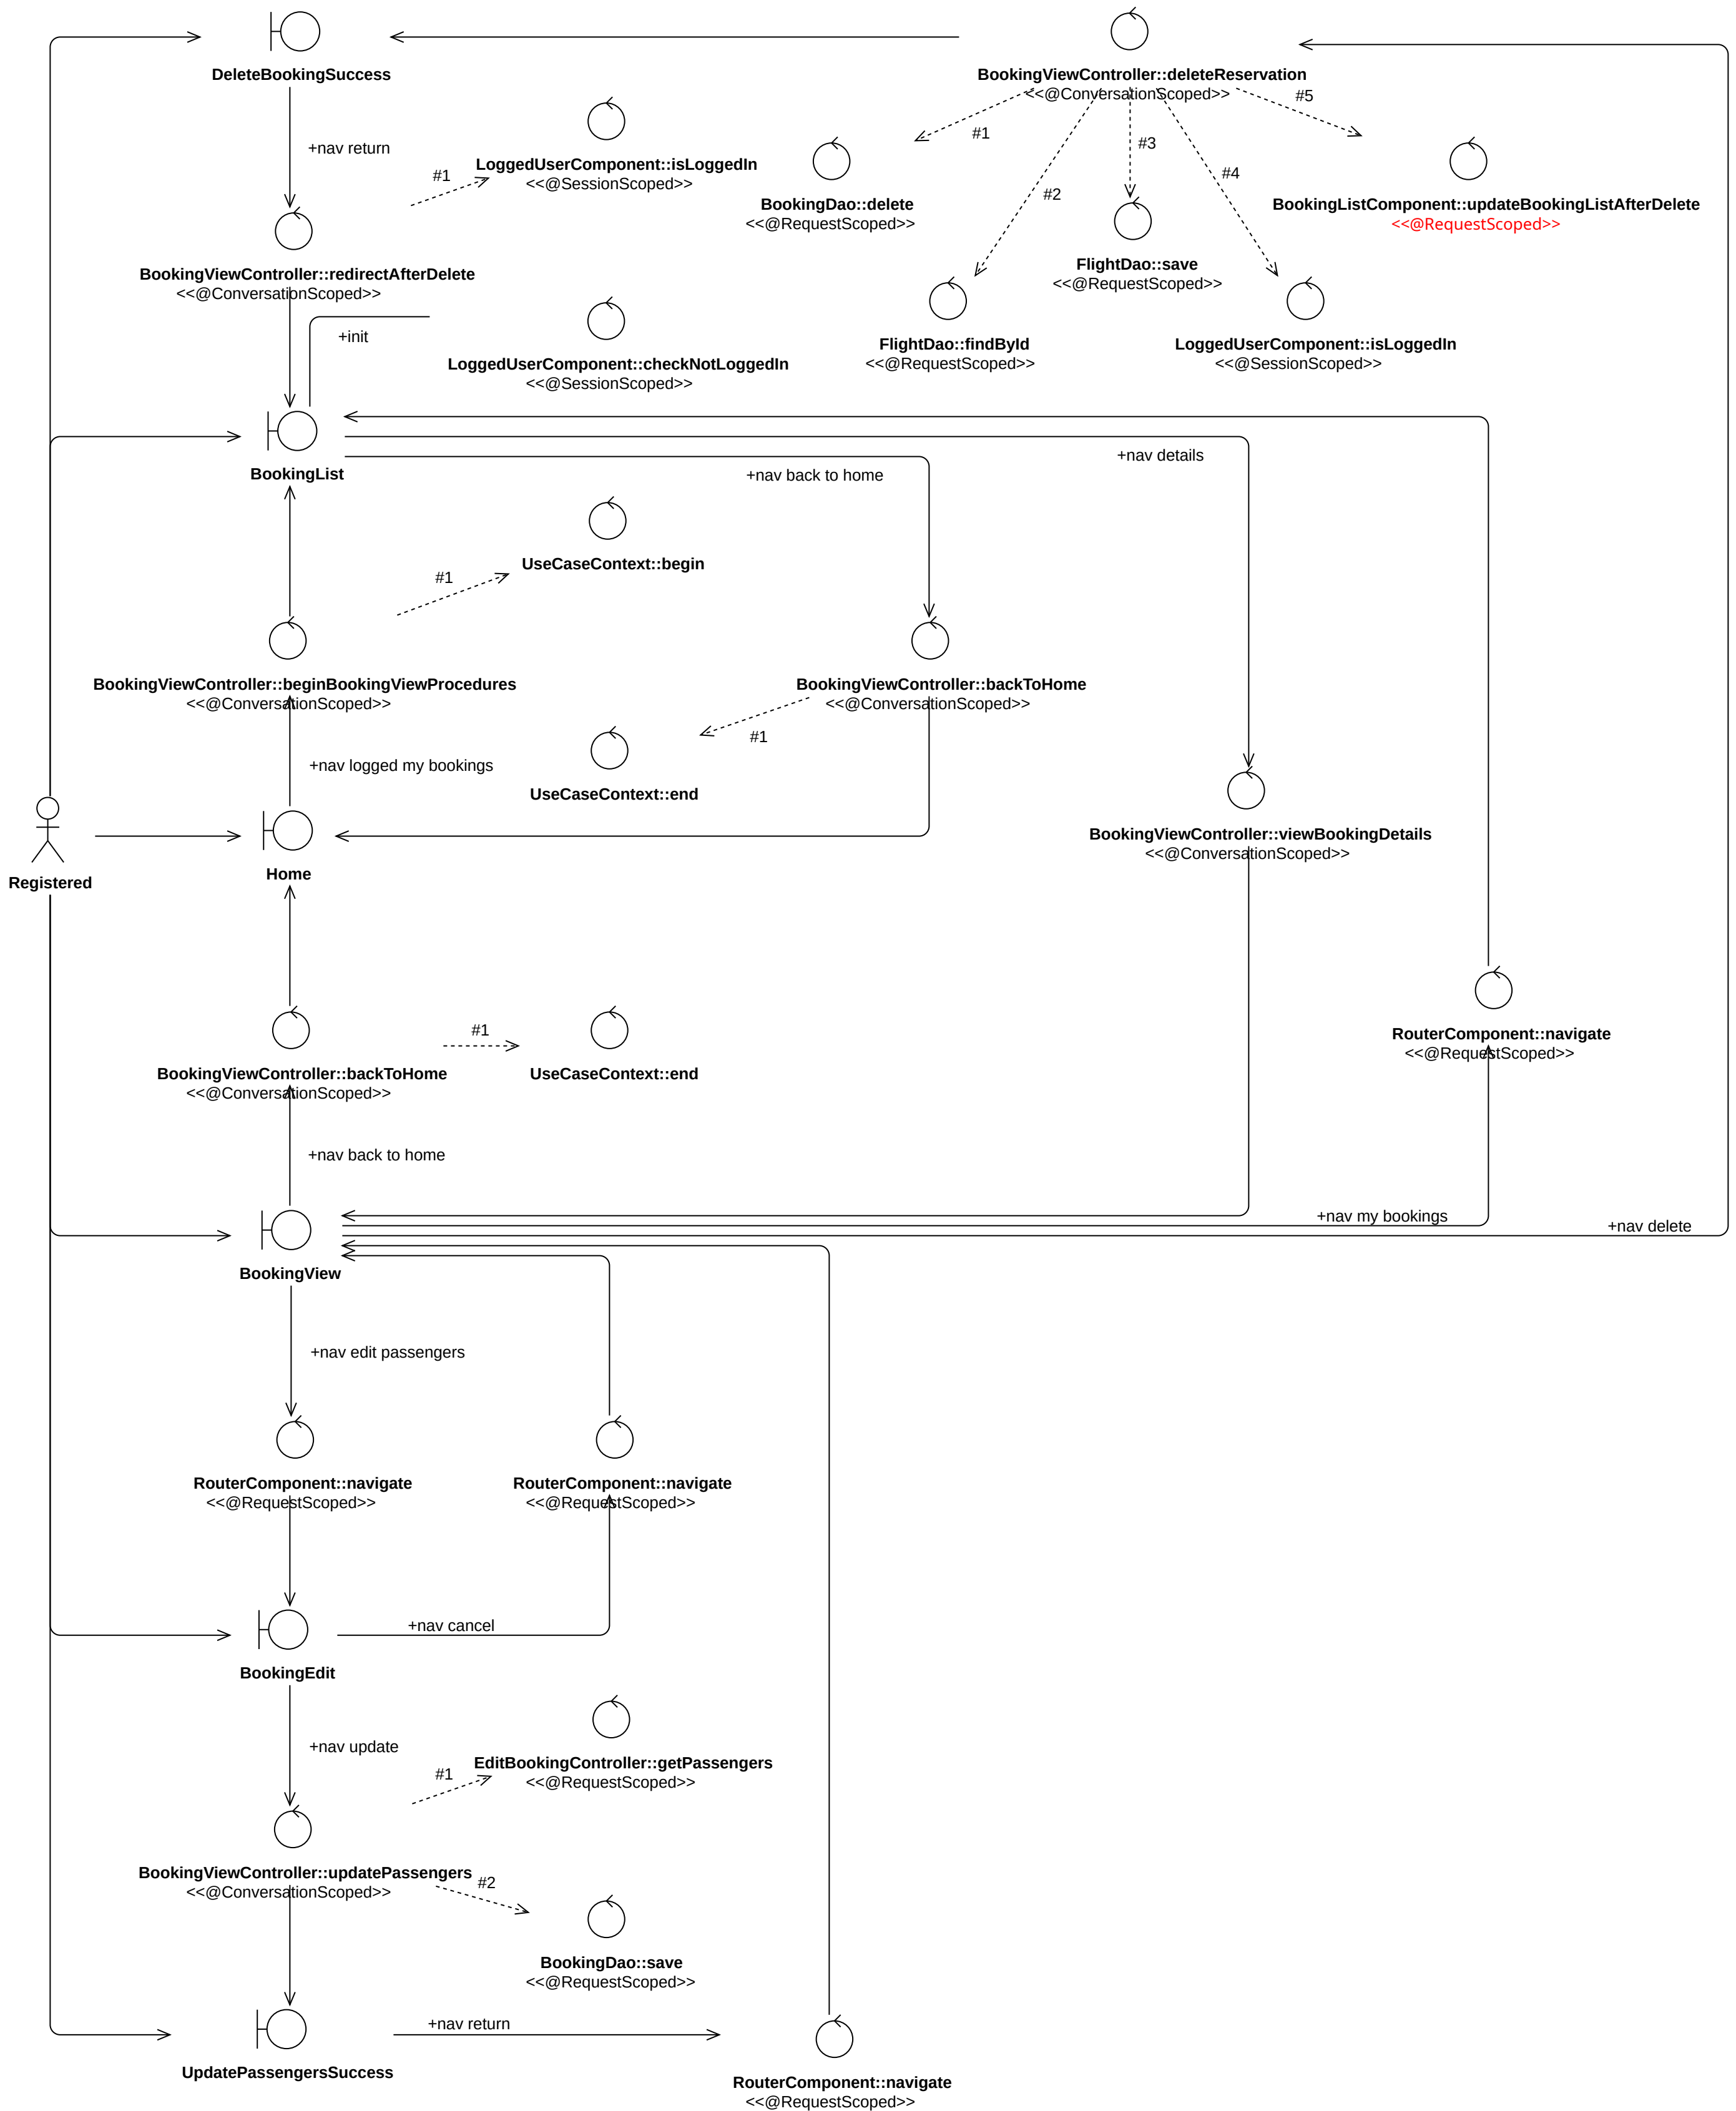 DeleteBookingSuccess
BookingViewController::deleteReservation
<<@ConversationScoped>>
#5
#1
#3
+nav return
LoggedUserComponent::isLoggedIn
<<@SessionScoped>>
#1
#4
#2
BookingDao::delete
<<@RequestScoped>>
BookingListComponent::updateBookingListAfterDelete
<<@RequestScoped>>
BookingViewController::redirectAfterDelete
<<@ConversationScoped>>
FlightDao::save
<<@RequestScoped>>
+init
FlightDao::findById
<<@RequestScoped>>
LoggedUserComponent::isLoggedIn
<<@SessionScoped>>
LoggedUserComponent::checkNotLoggedIn
<<@SessionScoped>>
+nav details
BookingList
+nav back to home
UseCaseContext::begin
#1
BookingViewController::beginBookingViewProcedures
<<@ConversationScoped>>
BookingViewController::backToHome
<<@ConversationScoped>>
#1
+nav logged my bookings
UseCaseContext::end
BookingViewController::viewBookingDetails
<<@ConversationScoped>>
Registered
Home
#1
RouterComponent::navigate
<<@RequestScoped>>
BookingViewController::backToHome
<<@ConversationScoped>>
UseCaseContext::end
+nav back to home
+nav my bookings
+nav delete
BookingView
+nav edit passengers
RouterComponent::navigate
<<@RequestScoped>>
RouterComponent::navigate
<<@RequestScoped>>
+nav cancel
BookingEdit
+nav update
EditBookingController::getPassengers
<<@RequestScoped>>
#1
BookingViewController::updatePassengers
<<@ConversationScoped>>
#2
BookingDao::save
<<@RequestScoped>>
+nav return
UpdatePassengersSuccess
RouterComponent::navigate
<<@RequestScoped>>